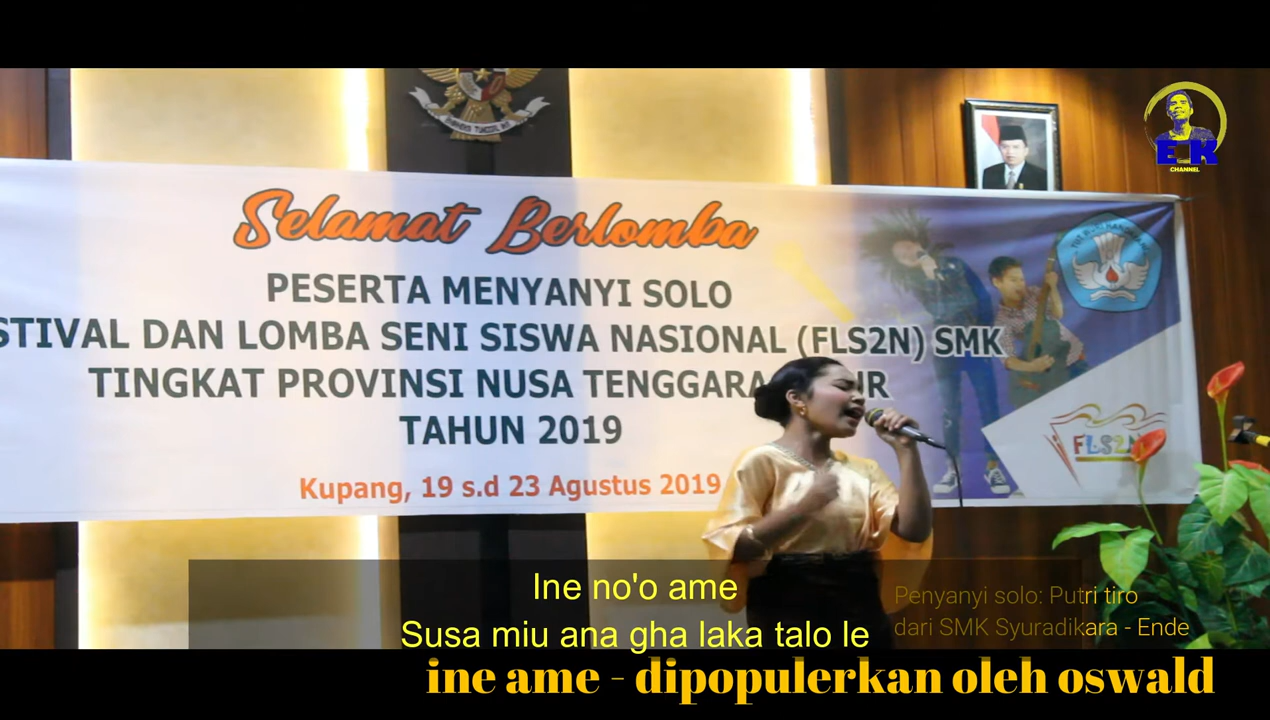 E K
CHANNEL
Selamat Berlomba
PESERTA MENYANYI SOLO
STIVAL DAN LOMBA SENI SISWA NASIONAL (FLS2N) SMK
TINGKAT PROVINSI NUSA TENGGARA
TAHUN 2019
Kupang, 19 s.d 23 Agustus 2019
FLS2N
Ine no'o ame
Susa miu ana gha laka talo le
Penyanyi solo: Putri tiro
dari SMK Syuradikara - Ende
ine ame - dipopulerkan oleh oswald